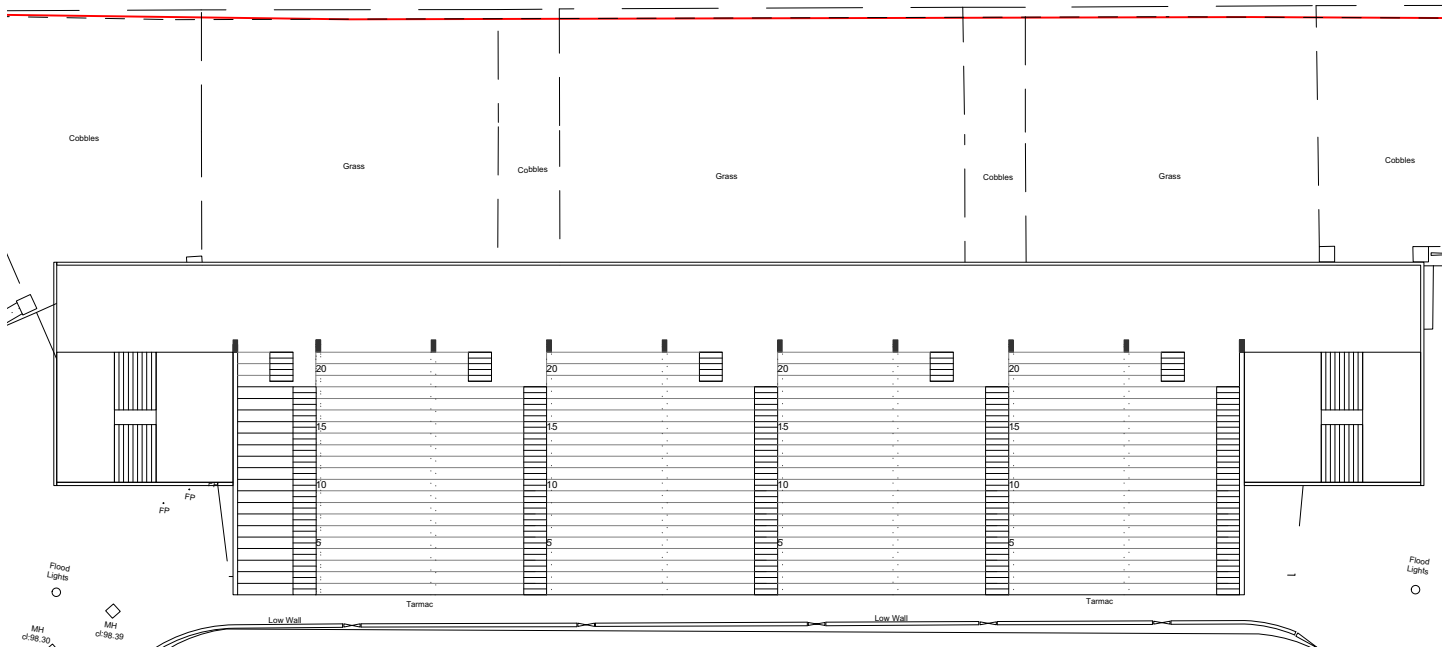 Cobbles
Grass
Cobbles
Grass
Cobbles
Grass
Cobbles
20
20
20
20
15
15
15
15
10
10
10
10
5
5
5
5
FP
FP
FP
Flood
Lights
Flood
Lights
Tarmac
Tarmac
Low Wall
Low Wall
MH
cl:98.39
MH
cl:98.30